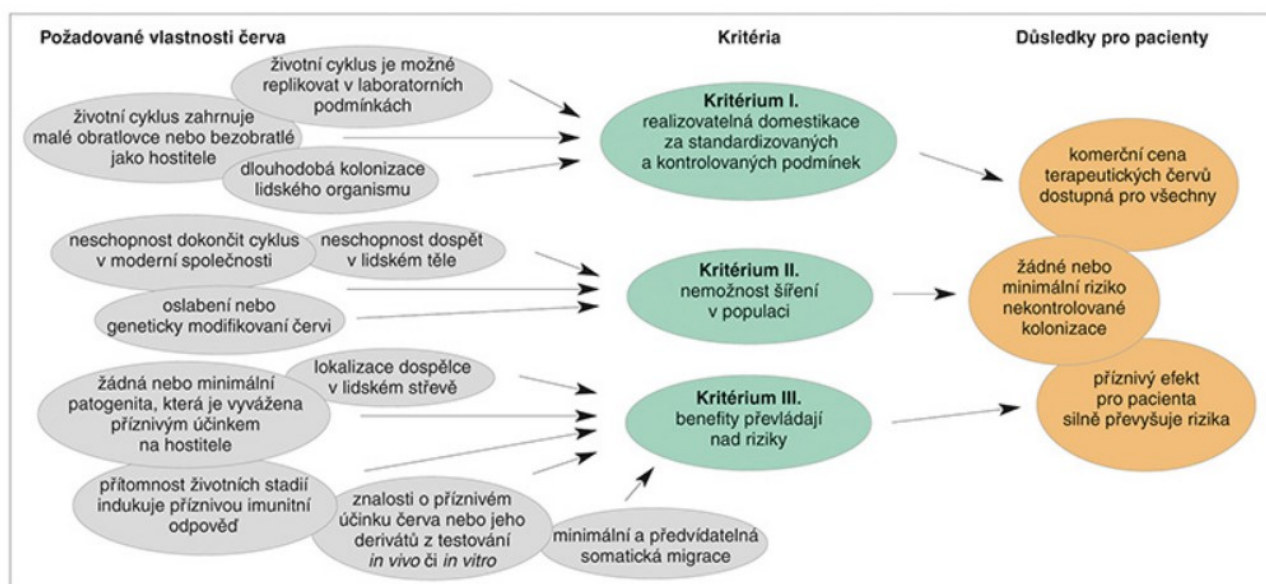 Požadované vlastnosti červa
Kritéria
Důsledky pro pacienty
životní cyklus je možné
replikovat v laboratorních
podmínkách
životní cyklus zahrnuje
malé obratlovce nebo bezobratlé
jako hostitele
dlouhodobá kolonizace
lidského organismu
Kritérium I.
realizovatelná domestikace
za standardizovaných
a kontrolovaných podmínek
komerční cena
terapeutických červů
dostupná pro všechny
neschopnost dokončit cyklus
v moderní společnosti
neschopnost dospět
v lidském těle
oslabení nebo
geneticky modifikovaní červi
Kritérium II.
nemožnost šíření
v populaci
žádné nebo
minimální riziko
nekontrolované
kolonizace
lokalizace dospělce
v lidském střevě
žádná nebo minimální
patogenita, která je vyvážena
příznivým účinkem
na hostitele
přítomnost životních stadií
indukuje příznivou imunitní
odpověď
znalosti o příznivém
účinku červa nebo jeho
derivátů z testování
in vivo či in vitro
minimální a předvídatelná
somatická migrace
Kritérium III.
benefity převládají
nad riziky
příznivý efekt
pro pacienta
silně převyšuje rizika